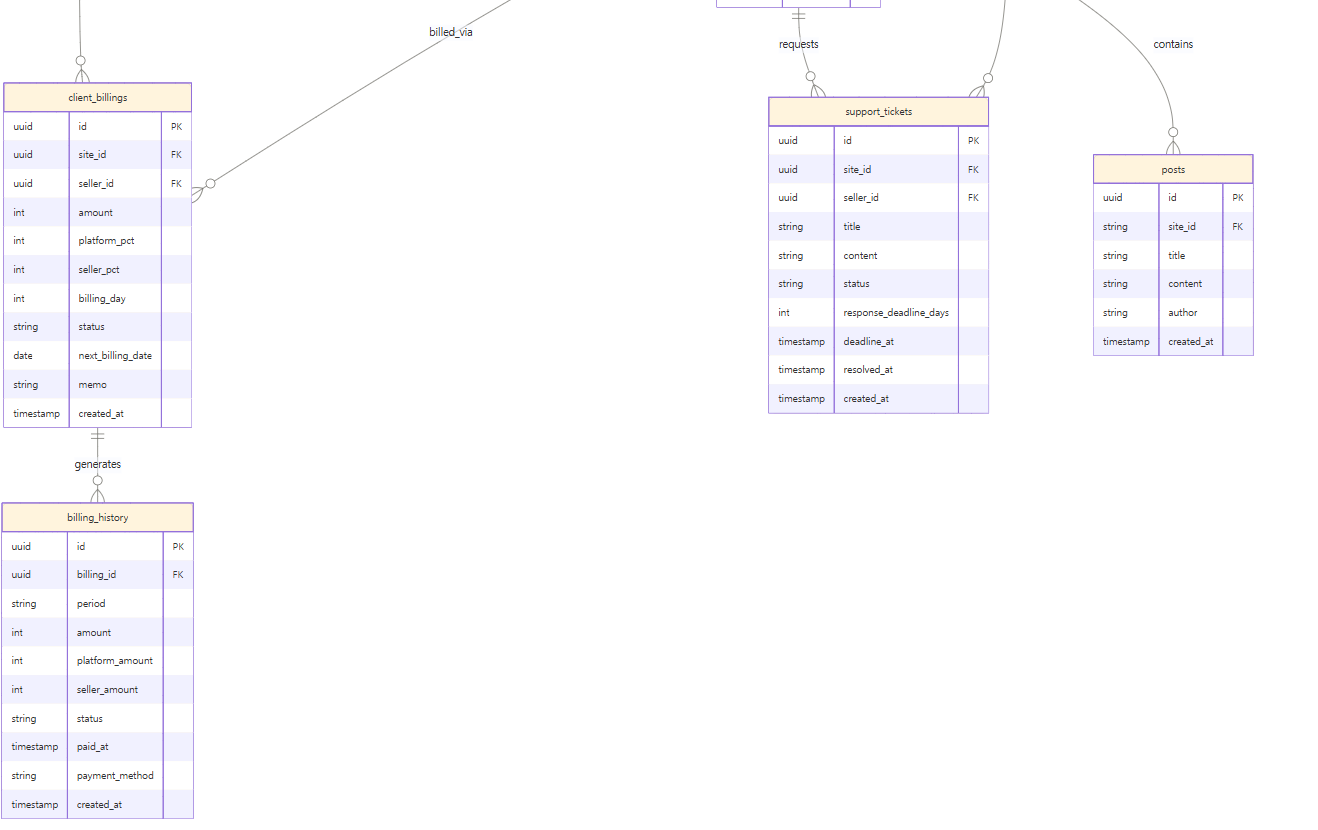 billed_via
requests
contains
client_billings
uuid id PK
uuid site_id FK
uuid seller_id FK
int amount
int platform_pct
int seller_pct
int billing_day
string status
date next_billing_date
string memo
timestamp created_at
support_tickets
uuid id PK
uuid site_id FK
uuid seller_id FK
string title
string content
string status
int response_deadline_days
timestamp deadline_at
timestamp resolved_at
timestamp created_at
posts
uuid id PK
string site_id FK
string title
string content
string author
timestamp created_at
generates
billing_history
uuid id PK
uuid billing_id FK
string period
int amount
int platform_amount
int seller_amount
string status
timestamp paid_at
string payment_method
timestamp created_at